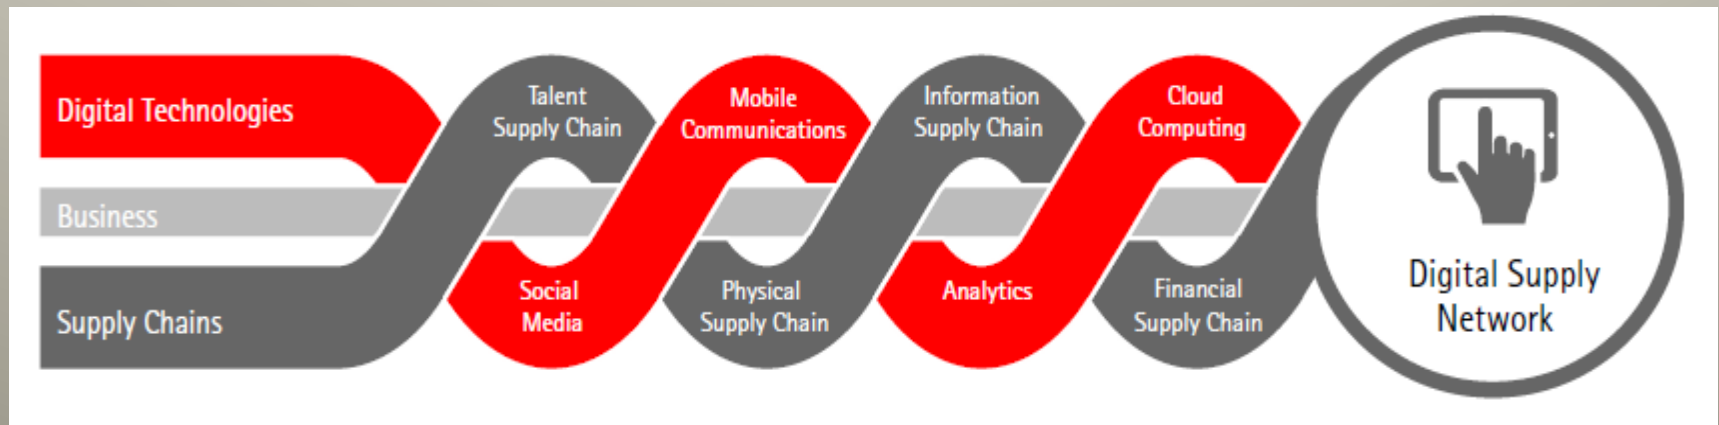 Digital Technologies
Business
Supply Chains
Talent
Supply Chain
Social
Media
Mobile
Communications
Physical
Supply Chain
Information
Supply Chain
Analytics
Cloud
Computing
Financial
Supply Chain
Digital Supply
Network